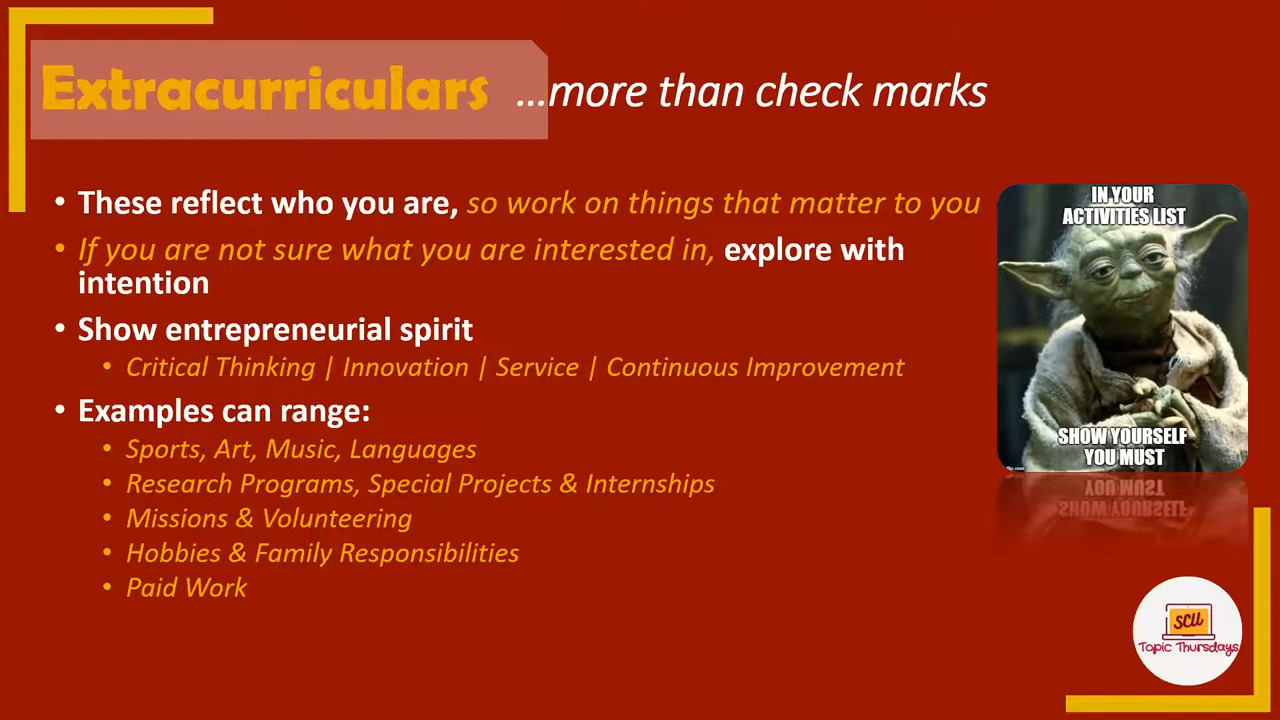 Extracurriculars ...more than check marks
• These reflect who you are, so work on things that matter to you
• If you are not sure what you are interested in, explore with
intention
• Show entrepreneurial spirit
• Critical Thinking | Innovation | Service | Continuous Improvement
• Examples can range:
• Sports, Art, Music, Languages
• Research Programs, Special Projects & Internships
• Missions & Volunteering
• Hobbies & Family Responsibilities
• Paid Work
IN YOUR
ACTIVITIES LIST
SHOW YOURSELF
YOU MUST
SCU
Topic Thursdays